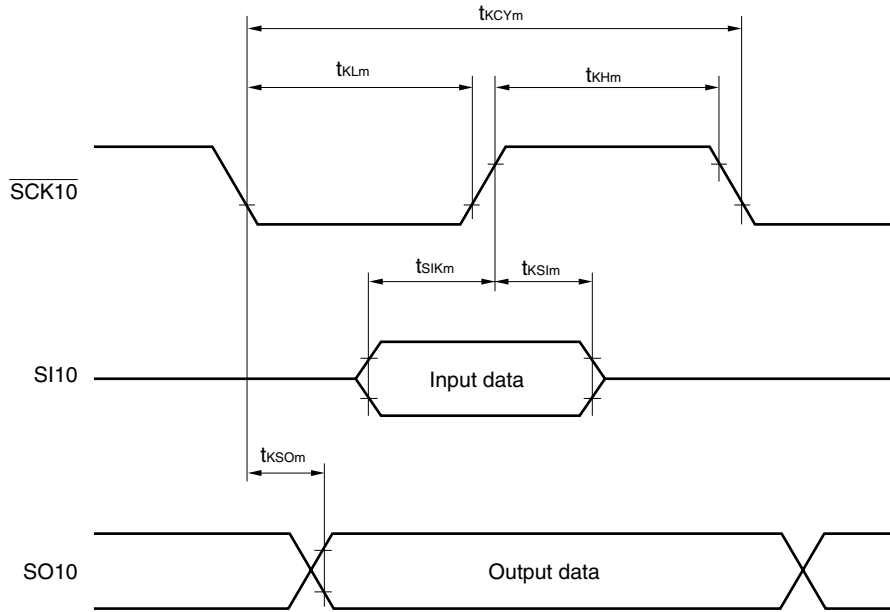 tKCYm
tKLm
tKHm
SCK10
tSIKm
tKSIm
SI10
Input data
tKSOm
SO10
Output data